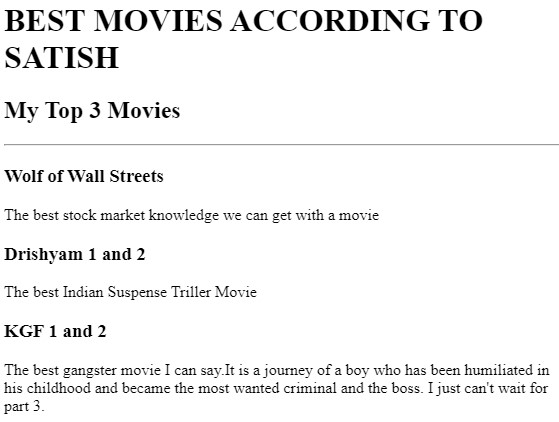 BEST MOVIES ACCORDING TO
SATISH
My Top 3 Movies
Wolf of Wall Streets
The best stock market knowledge we can get with a movie
Drishyam 1 and 2
The best Indian Suspense Triller Movie
KGF 1 and 2
The best gangster movie I can say.It is a journey of a boy who has been humiliated in
his childhood and became the most wanted criminal and the boss. I just can't wait for
part 3.